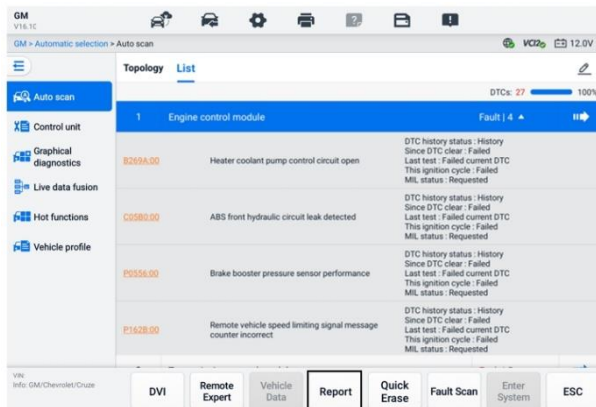 GM
V16.10
GM > Automatic selection > Auto scan
VCI2 12.0V
Topology List
DTCs: 27 100%
Auto scan
Control unit
Graphical
diagnostics
Live data fusion
Hot functions
Vehicle profile
1 Engine control module Fault | 4
B269A:00 Heater coolant pump control circuit open
DTC history status : History
Since DTC clear : Failed
Last test : Failed current DTC
This ignition cycle : Failed
MIL status : Requested
C05B0:00 ABS front hydraulic circuit leak detected
DTC history status : History
Since DTC clear : Failed
Last test : Failed current DTC
This ignition cycle : Failed
MIL status : Requested
P0556:00 Brake booster pressure sensor performance
DTC history status : History
Since DTC clear : Failed
Last test : Failed current DTC
This ignition cycle : Failed
MIL status : Requested
P162B:00 Remote vehicle speed limiting signal message
counter incorrect
DTC history status : History
Since DTC clear : Failed
Last test : Failed current DTC
This ignition cycle : Failed
MIL status : Requested
VIN:
Info: GM/Chevrolet/Cruze
DVI
Remote
Expert
Vehicle
Data
Report
Quick
Erase
Fault Scan
Enter
System
ESC